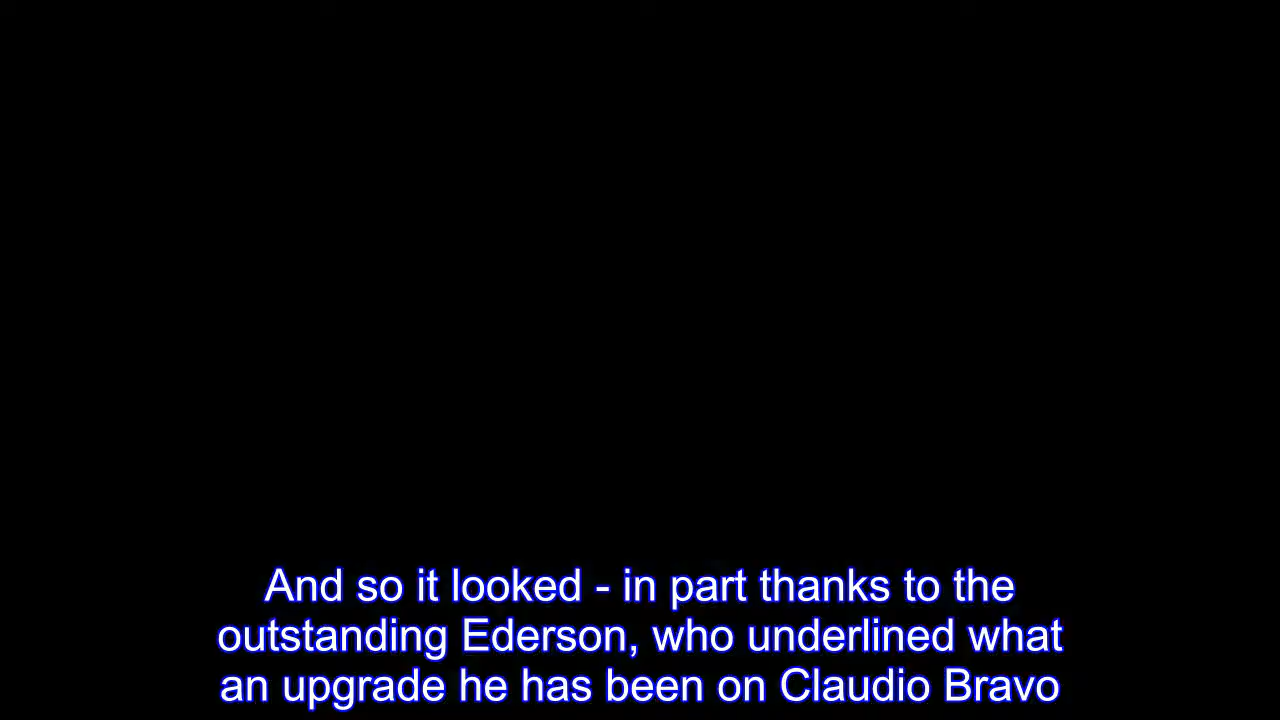 And so it looked - in part thanks to the
outstanding Ederson, who underlined what
an upgrade he has been on Claudio Bravo